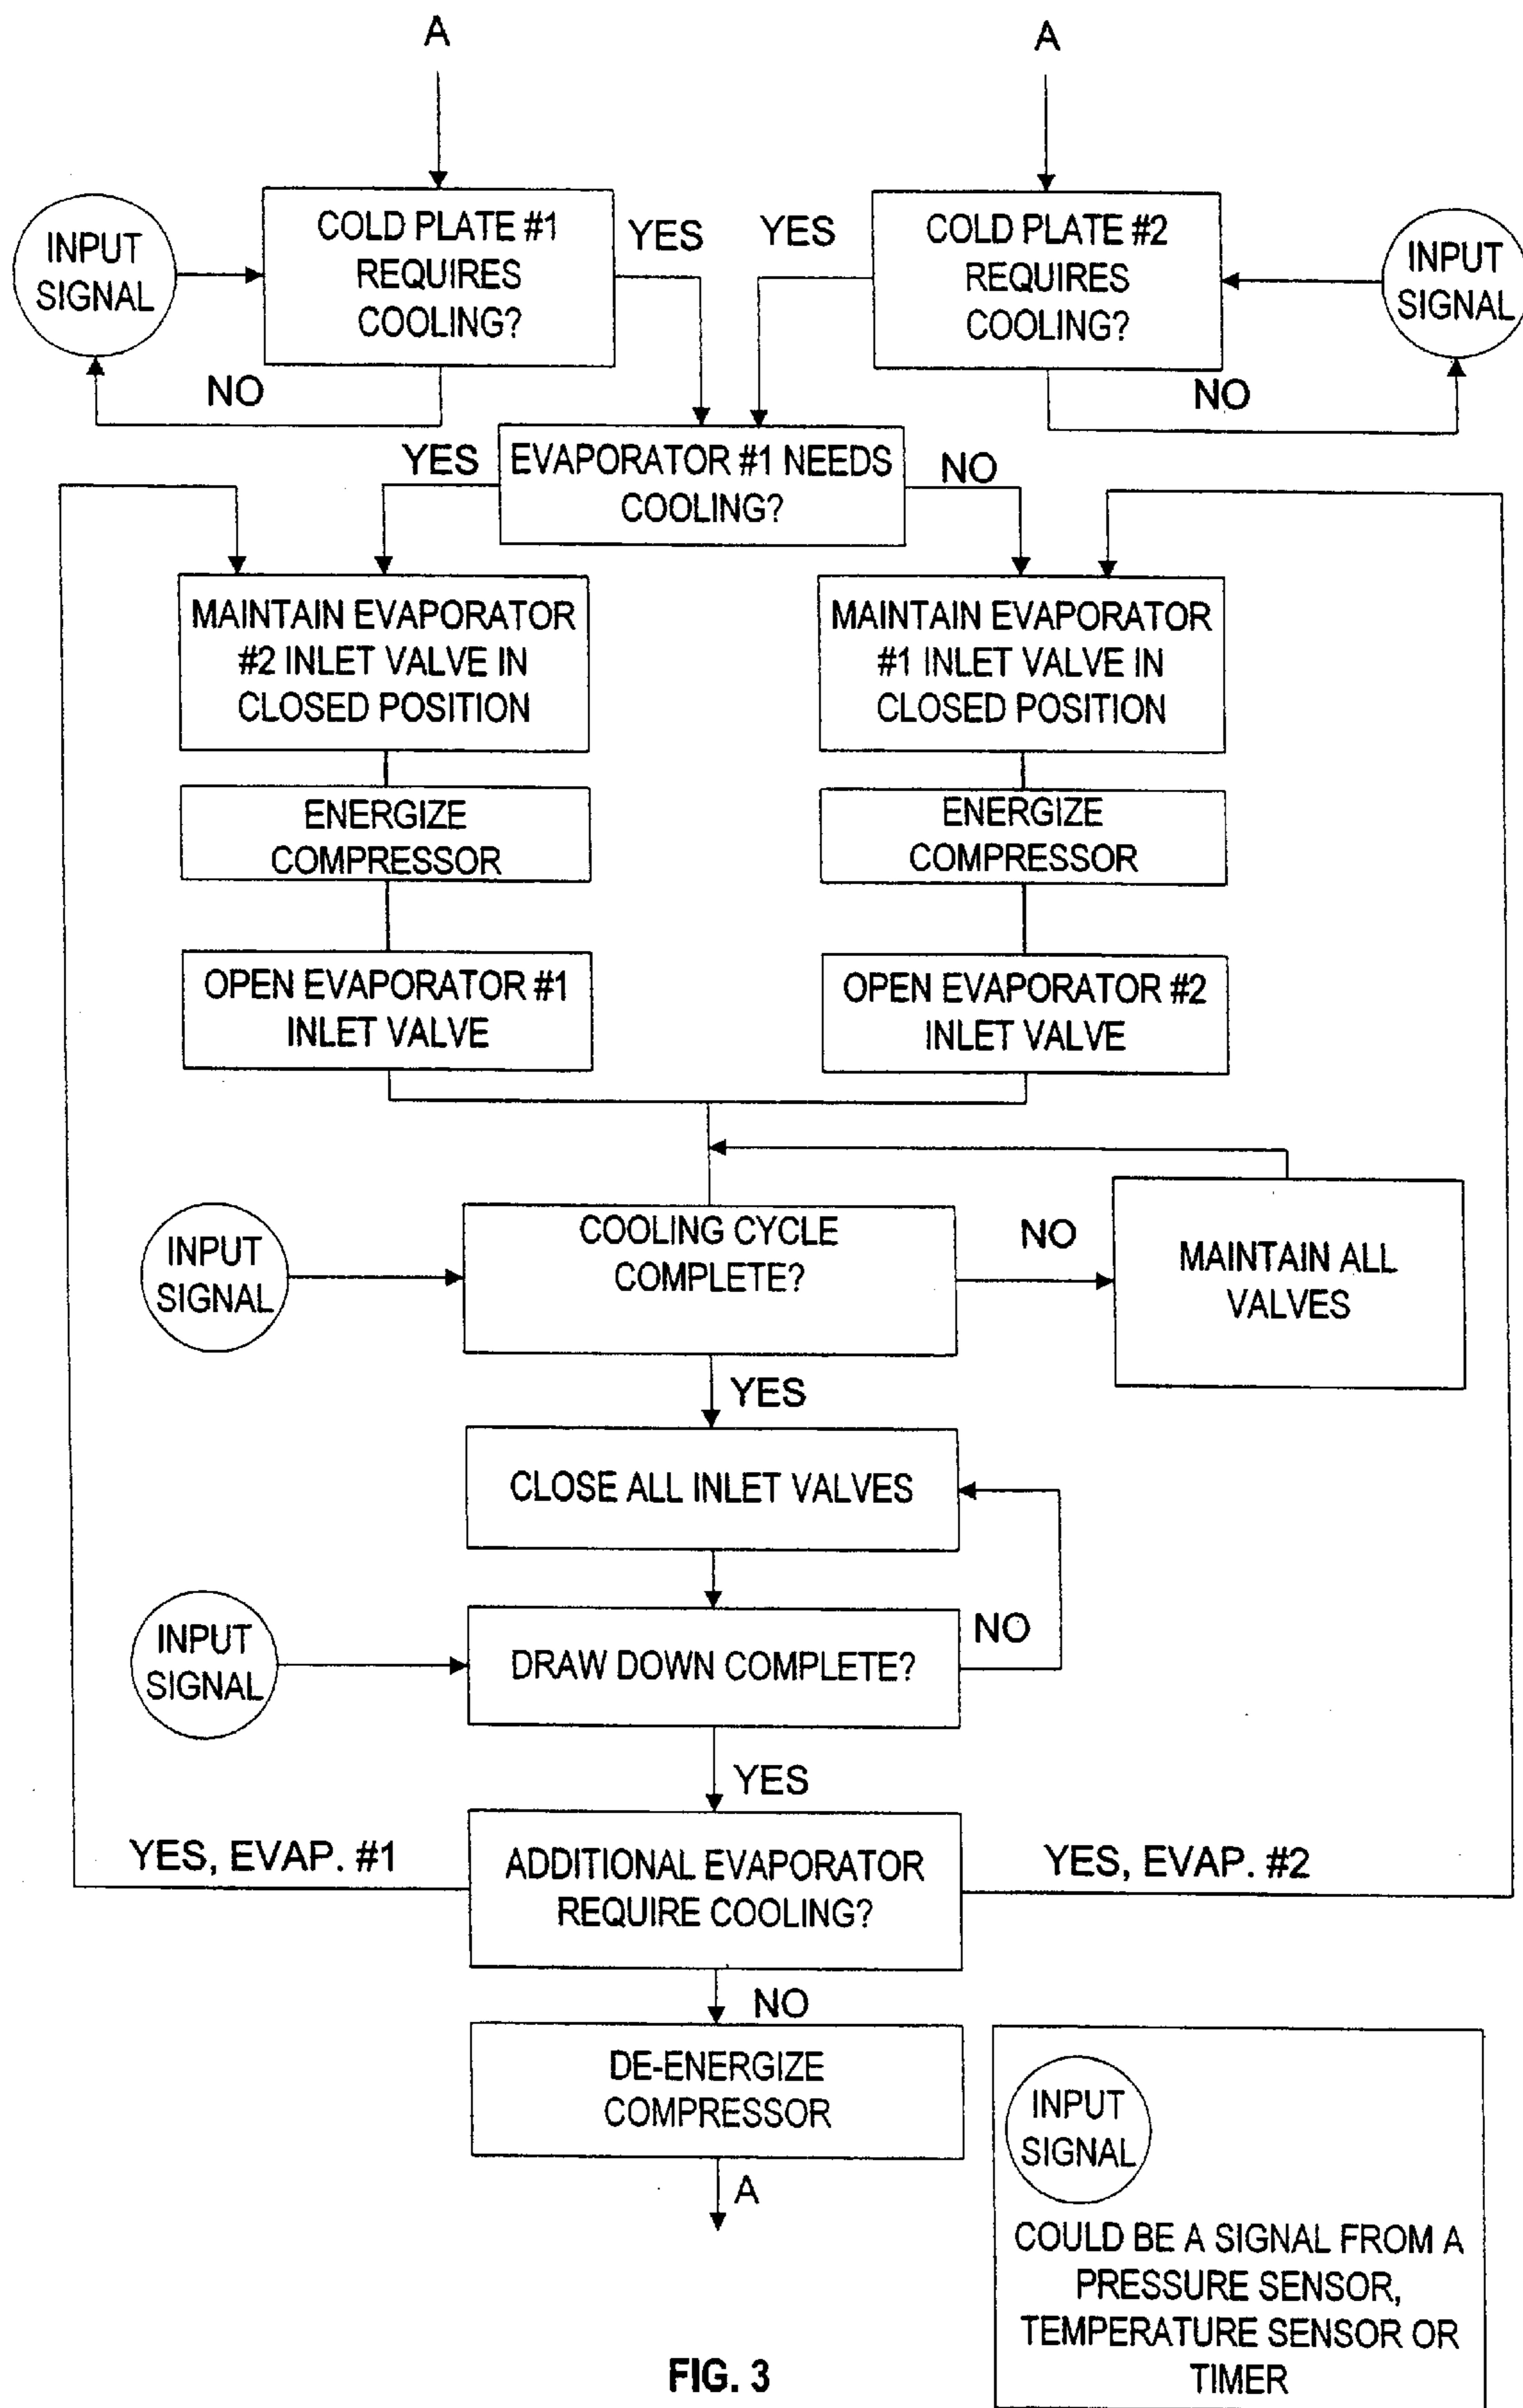 A
A
INPUT
SIGNAL
COLD PLATE #1
REQUIRES
COOLING?
YES
YES
COLD PLATE #2
REQUIRES
COOLING?
INPUT
SIGNAL
NO
NO
YES
EVAPORATOR #1 NEEDS
COOLING?
NO
MAINTAIN EVAPORATOR
#2 INLET VALVE IN
CLOSED POSITION
MAINTAIN EVAPORATOR
#1 INLET VALVE IN
CLOSED POSITION
ENERGIZE
COMPRESSOR
ENERGIZE
COMPRESSOR
OPEN EVAPORATOR #1
INLET VALVE
OPEN EVAPORATOR #2
INLET VALVE
INPUT
SIGNAL
COOLING CYCLE
COMPLETE?
NO
MAINTAIN ALL
VALVES
YES
CLOSE ALL INLET VALVES
INPUT
SIGNAL
DRAW DOWN COMPLETE?
NO
YES
YES, EVAP. #1
ADDITIONAL EVAPORATOR
REQUIRE COOLING?
YES, EVAP. #2
NO
DE-ENERGIZE
COMPRESSOR
A
INPUT
SIGNAL
COULD BE A SIGNAL FROM A
PRESSURE SENSOR,
TEMPERATURE SENSOR OR
TIMER
FIG. 3